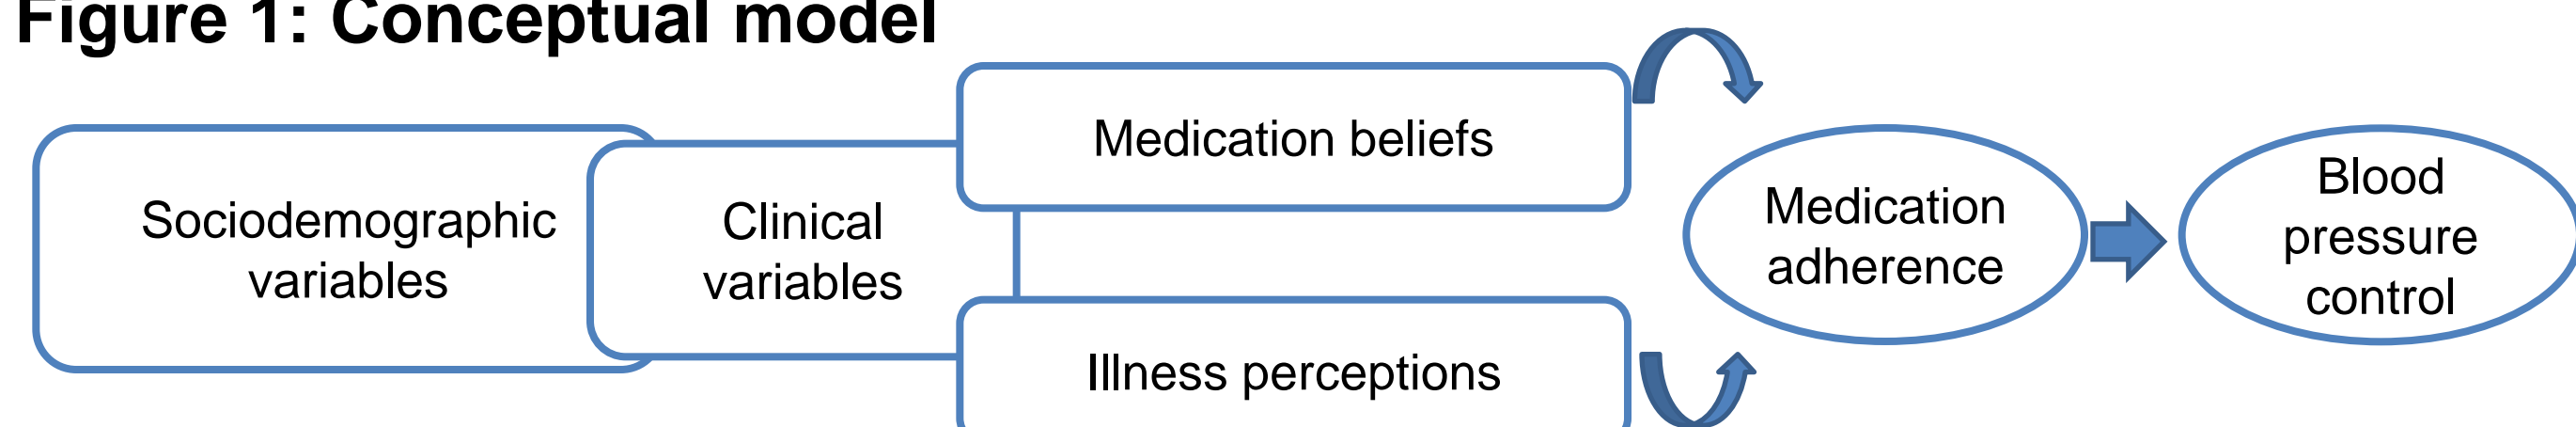 Figure 1: Conceptual model
Sociodemographic
variables
Clinical
variables
Medication beliefs
Illness perceptions
Medication
adherence
Blood
pressure
control